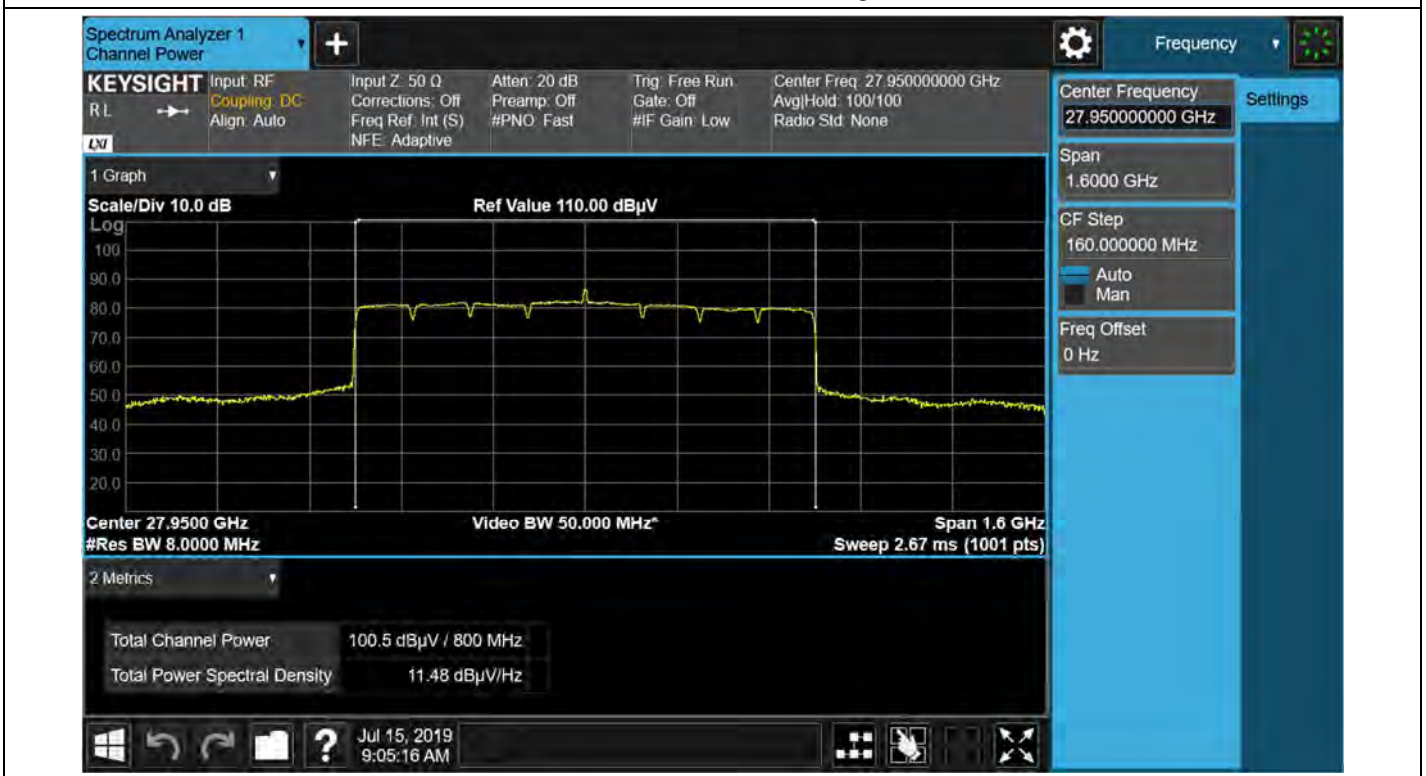 Spectrum Analyzer 1
Channel Power
Frequency
KEYSIGHT
R L
LXI
Input: RF
Coupling: DC
Align: Auto
Input Z: 50 Ω
Corrections: Off
Freq Ref: Int (S)
NFE: Adaptive
Atten: 20 dB
Preamp: Off
#PNO: Fast
Trig: Free Run
Gate: Off
#IF Gain: Low
Center Freq: 27.950000000 GHz
Avg|Hold: 100/100
Radio Std: None
Center Frequency
27.950000000 GHz
Settings
Span
1.6000 GHz
CF Step
160.000000 MHz
Auto
Man
Freq Offset
0 Hz
1 Graph
Scale/Div 10.0 dB
Ref Value 110.00 dBµV
Log
100
90.0
80.0
70.0
60.0
50.0
40.0
30.0
20.0
Center 27.9500 GHz
Video BW 50.000 MHz*
Span 1.6 GHz
#Res BW 8.0000 MHz
Sweep 2.67 ms (1001 pts)
2 Metrics
Total Channel Power 100.5 dBµV / 800 MHz
Total Power Spectral Density 11.48 dBµV/Hz
?
Jul 15, 2019
9:05:16 AM